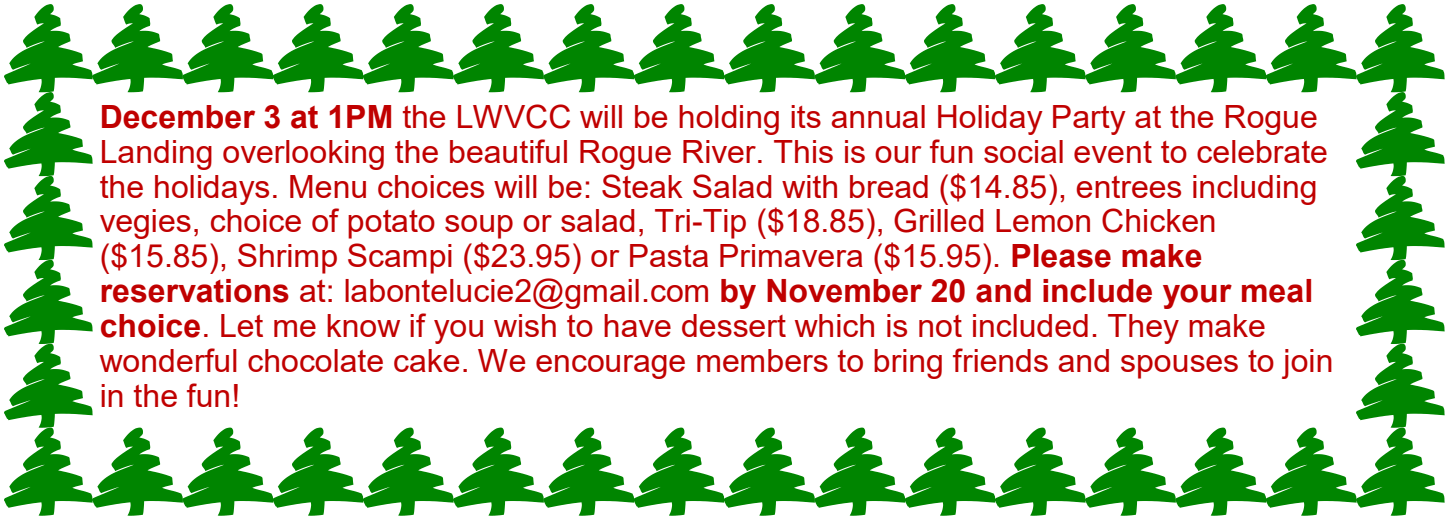 December 3 at 1PM the LWVCC will be holding its annual Holiday Party at the Rogue
Landing overlooking the beautiful Rogue River. This is our fun social event to celebrate
the holidays. Menu choices will be: Steak Salad with bread ($14.85), entrees including
vegies, choice of potato soup or salad, Tri-Tip ($18.85), Grilled Lemon Chicken
($15.85), Shrimp Scampi ($23.95) or Pasta Primavera ($15.95). Please make
reservations at: labontelucie2@gmail.com by November 20 and include your meal
choice. Let me know if you wish to have dessert which is not included. They make
wonderful chocolate cake. We encourage members to bring friends and spouses to join
in the fun!